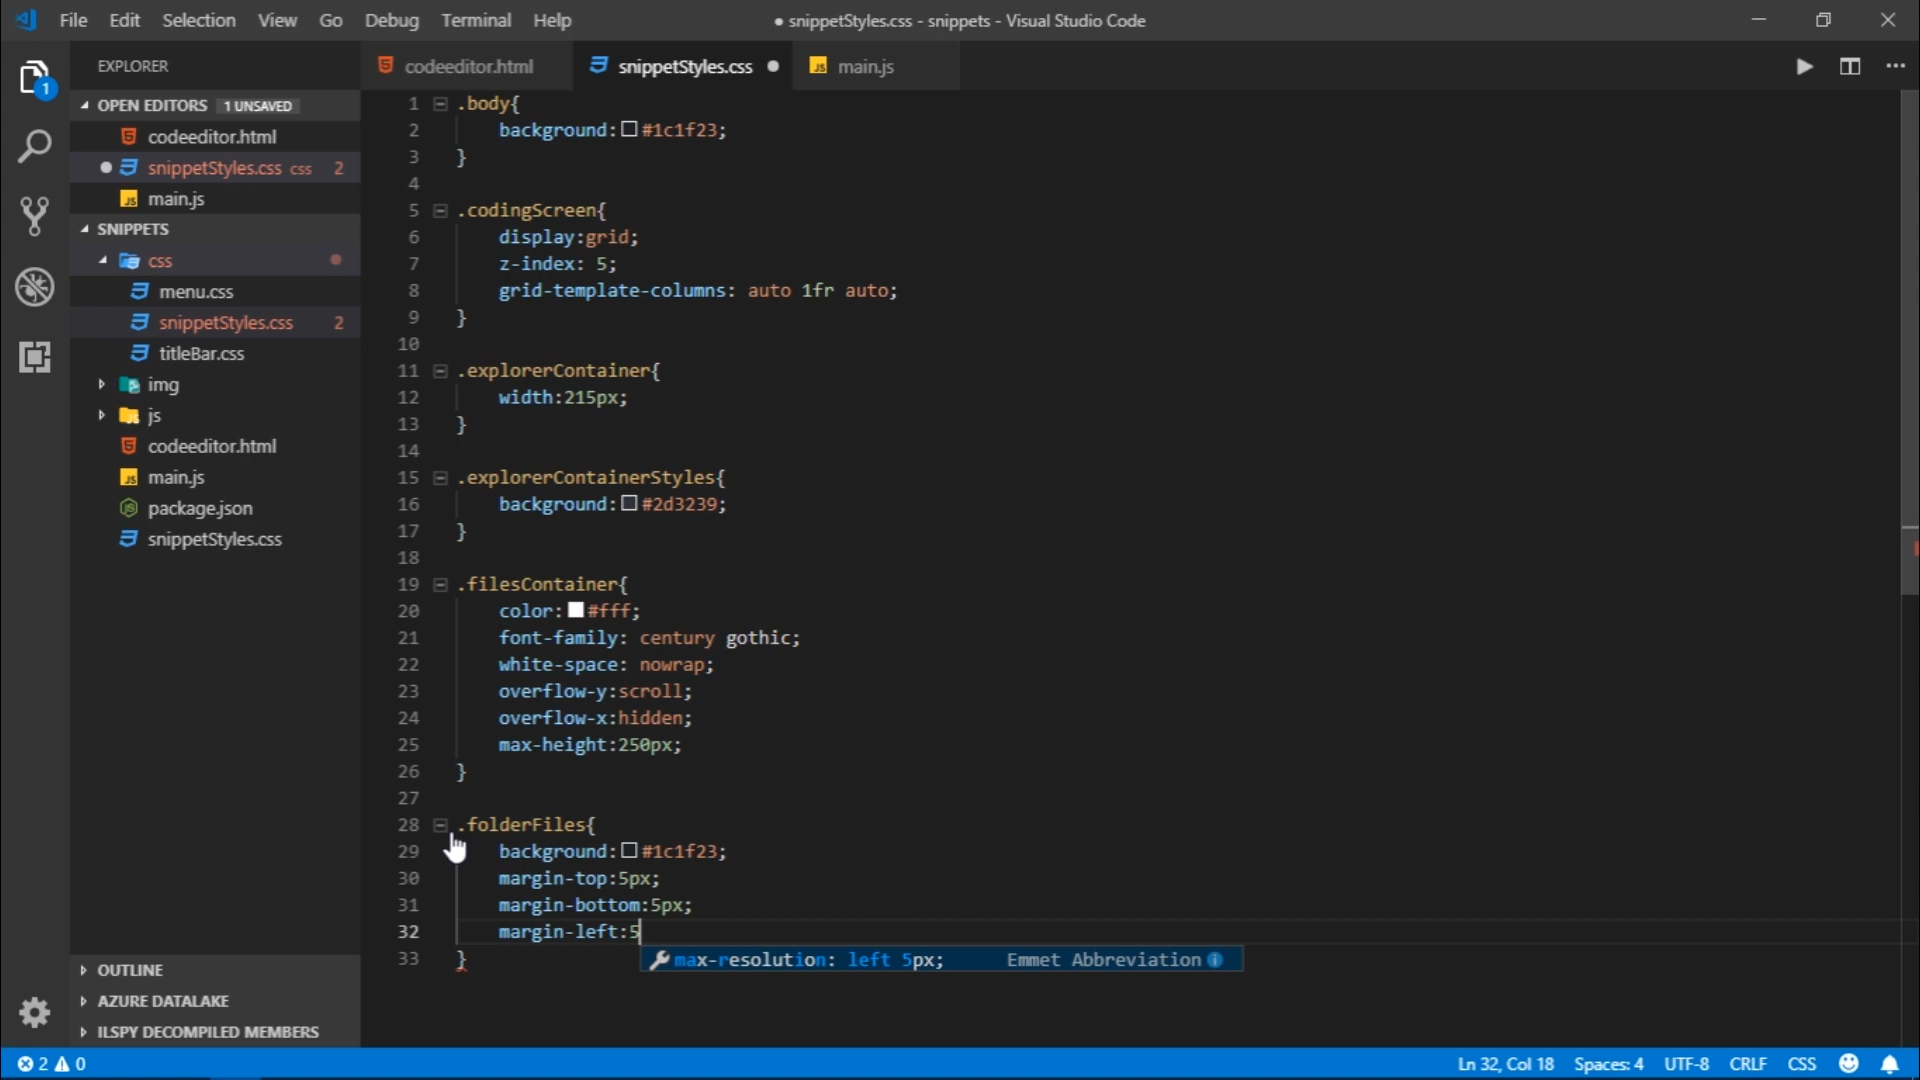 File Edit Selection View Go Debug Terminal Help
● snippetStyles.css - snippets - Visual Studio Code
EXPLORER
1
OPEN EDITORS 1 UNSAVED
codeeditor.html
snippetStyles.css css 2
main.js
SNIPPETS
css
menu.css
snippetStyles.css 2
titleBar.css
img
js
codeeditor.html
main.js
package.json
snippetStyles.css
OUTLINE
AZURE DATALAKE
ILSPY DECOMPILED MEMBERS
codeeditor.html snippetStyles.css main.js
1 .body{
2 background:#1c1f23;
3 }
4
5 .codingScreen{
6 display:grid;
7 z-index: 5;
8 grid-template-columns: auto 1fr auto;
9 }
10
11 .explorerContainer{
12 width:215px;
13 }
14
15 .explorerContainerStyles{
16 background:#2d3239;
17 }
18
19 .filesContainer{
20 color:#fff;
21 font-family: century gothic;
22 white-space: nowrap;
23 overflow-y:scroll;
24 overflow-x:hidden;
25 max-height:250px;
26 }
27
28 .folderFiles{
29 background:#1c1f23;
30 margin-top:5px;
31 margin-bottom:5px;
32 margin-left:5
33 }
max-resolution: left 5px; Emmet Abbreviation
2 0
Ln 32, Col 18 Spaces: 4 UTF-8 CRLF CSS